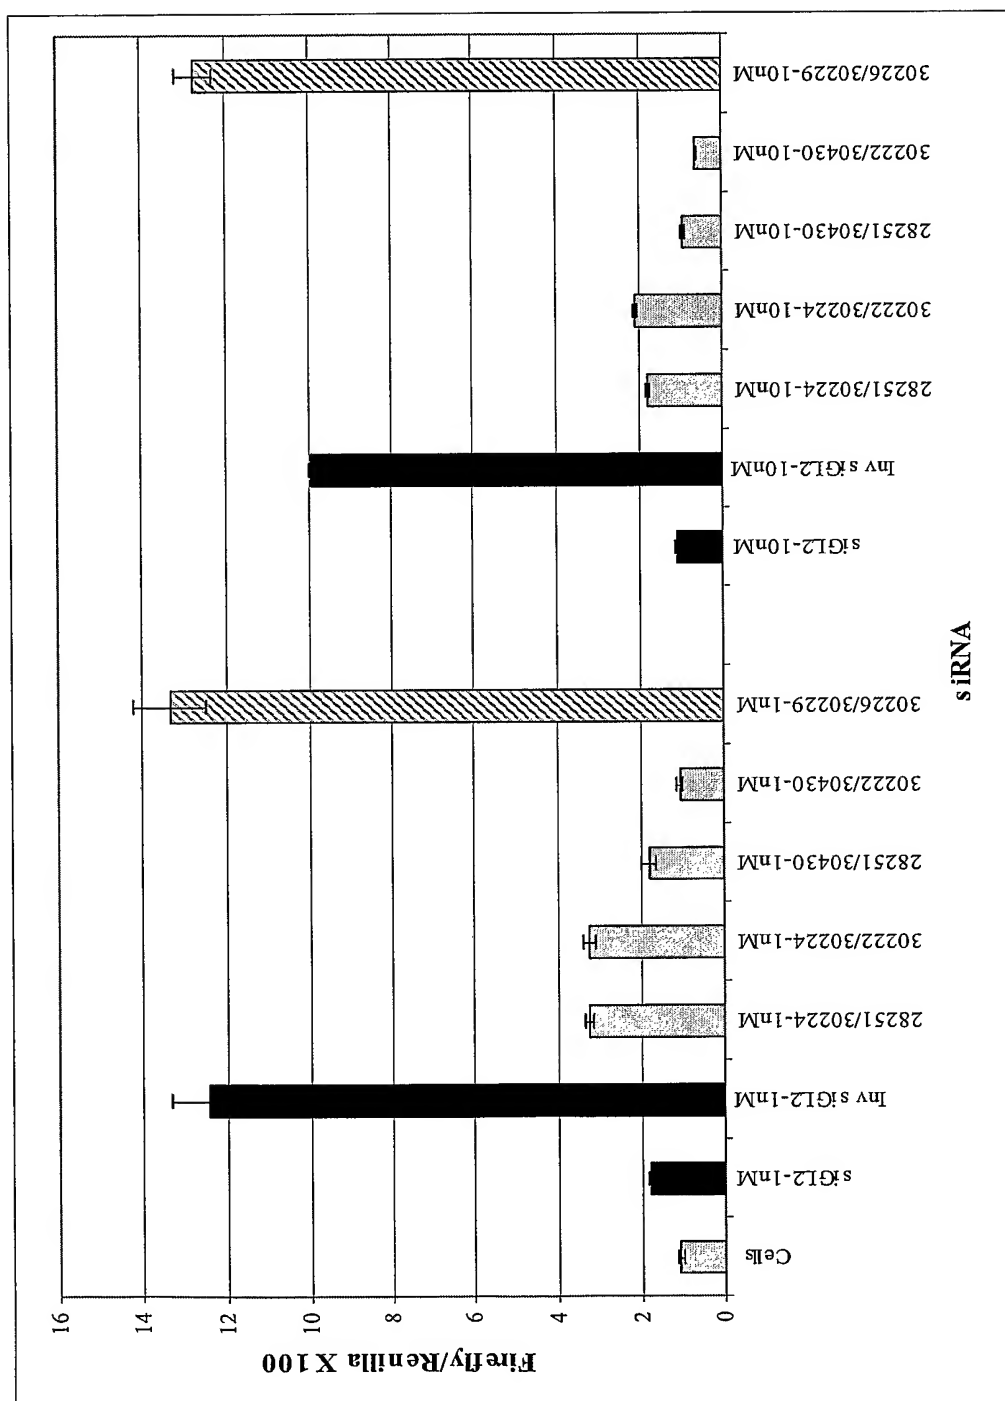 Firefly/Renilla X 100
16
14
12
10
8
6
4
2
0
Cells
siGL2-1nM
Inv siGL2-1nM
28251/30224-1nM
30222/30224-1nM
28251/30430-1nM
30222/30430-1nM
30226/30229-1nM
siGL2-10nM
Inv siGL2-10nM
28251/30224-10nM
30222/30224-10nM
28251/30430-10nM
30222/30430-10nM
30226/30229-10nM
siRNA